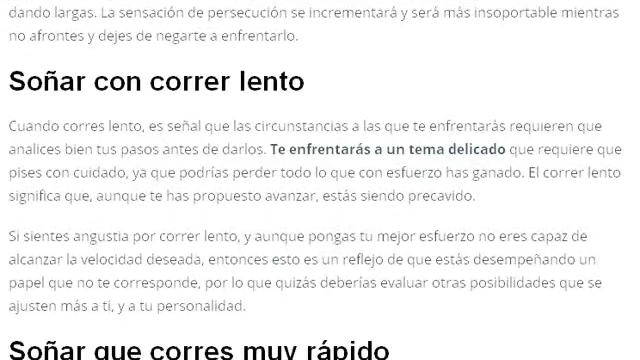 dando largas. La sensación de persecución se incrementará y será más insoportable mientras
no afrontes y dejes de negarte a enfrentarlo.
Soñar con correr lento
Cuando corres lento, es señal que las circunstancias a las que te enfrentarás requieren que
analices bien tus pasos antes de darlos. Te enfrentarás a un tema delicado que requiere que
pises con cuidado, ya que podrías perder todo lo que con esfuerzo has ganado. El correr lento
significa que, aunque te has propuesto avanzar, estás siendo precavido.
Si sientes angustia por correr lento, y aunque pongas tu mejor esfuerzo no eres capaz de
alcanzar la velocidad deseada, entonces esto es un reflejo de que estás desempeñando un
papel que no te corresponde, por lo que quizás deberías evaluar otras posibilidades que se
ajusten más a ti, y a tu personalidad.
Soñar que corres muy rápido